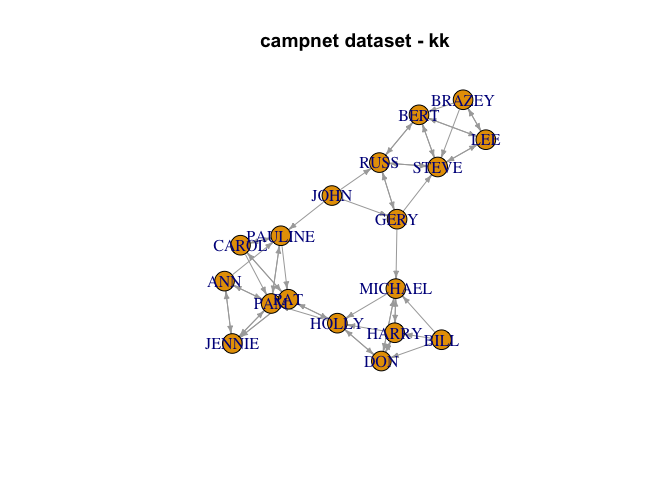 campnet dataset - kk
BRAZEY
BERT
LEE
RUSS
STEVE
JOHN
GERY
PAULINE
CAROL
ANN
MICHAEL
PAT
PAM
HOLLY
HARRY
BILL
JENNIE
DON